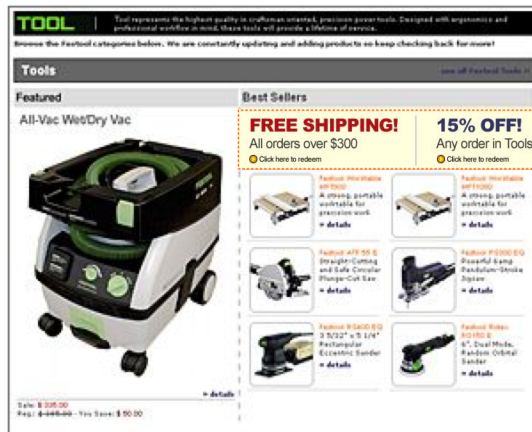 TOOL
Tool represents the highest quality in craftsman oriented, precision power tools. Designed with ergonomics and
professional workflow in mind, these tools will provide a lifetime of service.
Browse the Festool categories below. We are constantly updating and adding products so keep checking back for more!
Tools
see all Festool Tools
Featured
All-Vac Wet/Dry Vac
» details
Sale: $ 335.00
Reg.: - You Save: $ 50.00
Best Sellers
FREE SHIPPING!
All orders over $300
Click here to redeem
15% OFF!
Any order in Tools
Click here to redeem
Festool Worktable
A strong, portable
worktable for
precision work
» details
Festool Worktable
A strong, portable
worktable for
precision work
» details
Festool ATF 55 E
Straight-Cutting
and Safe Circular
Plunge-Cut Saw
» details
Festool PS300 EQ
Powerful &amp
Pendulum-Stroke
Jigsaw
» details
Festool RS400 EQ
3 5/32" x 5 1/4"
Rectangular
Eccentric Sander
» details
Festool Rotex
RO150 E
6", Dual Mode,
Random Orbital
Sander
» details